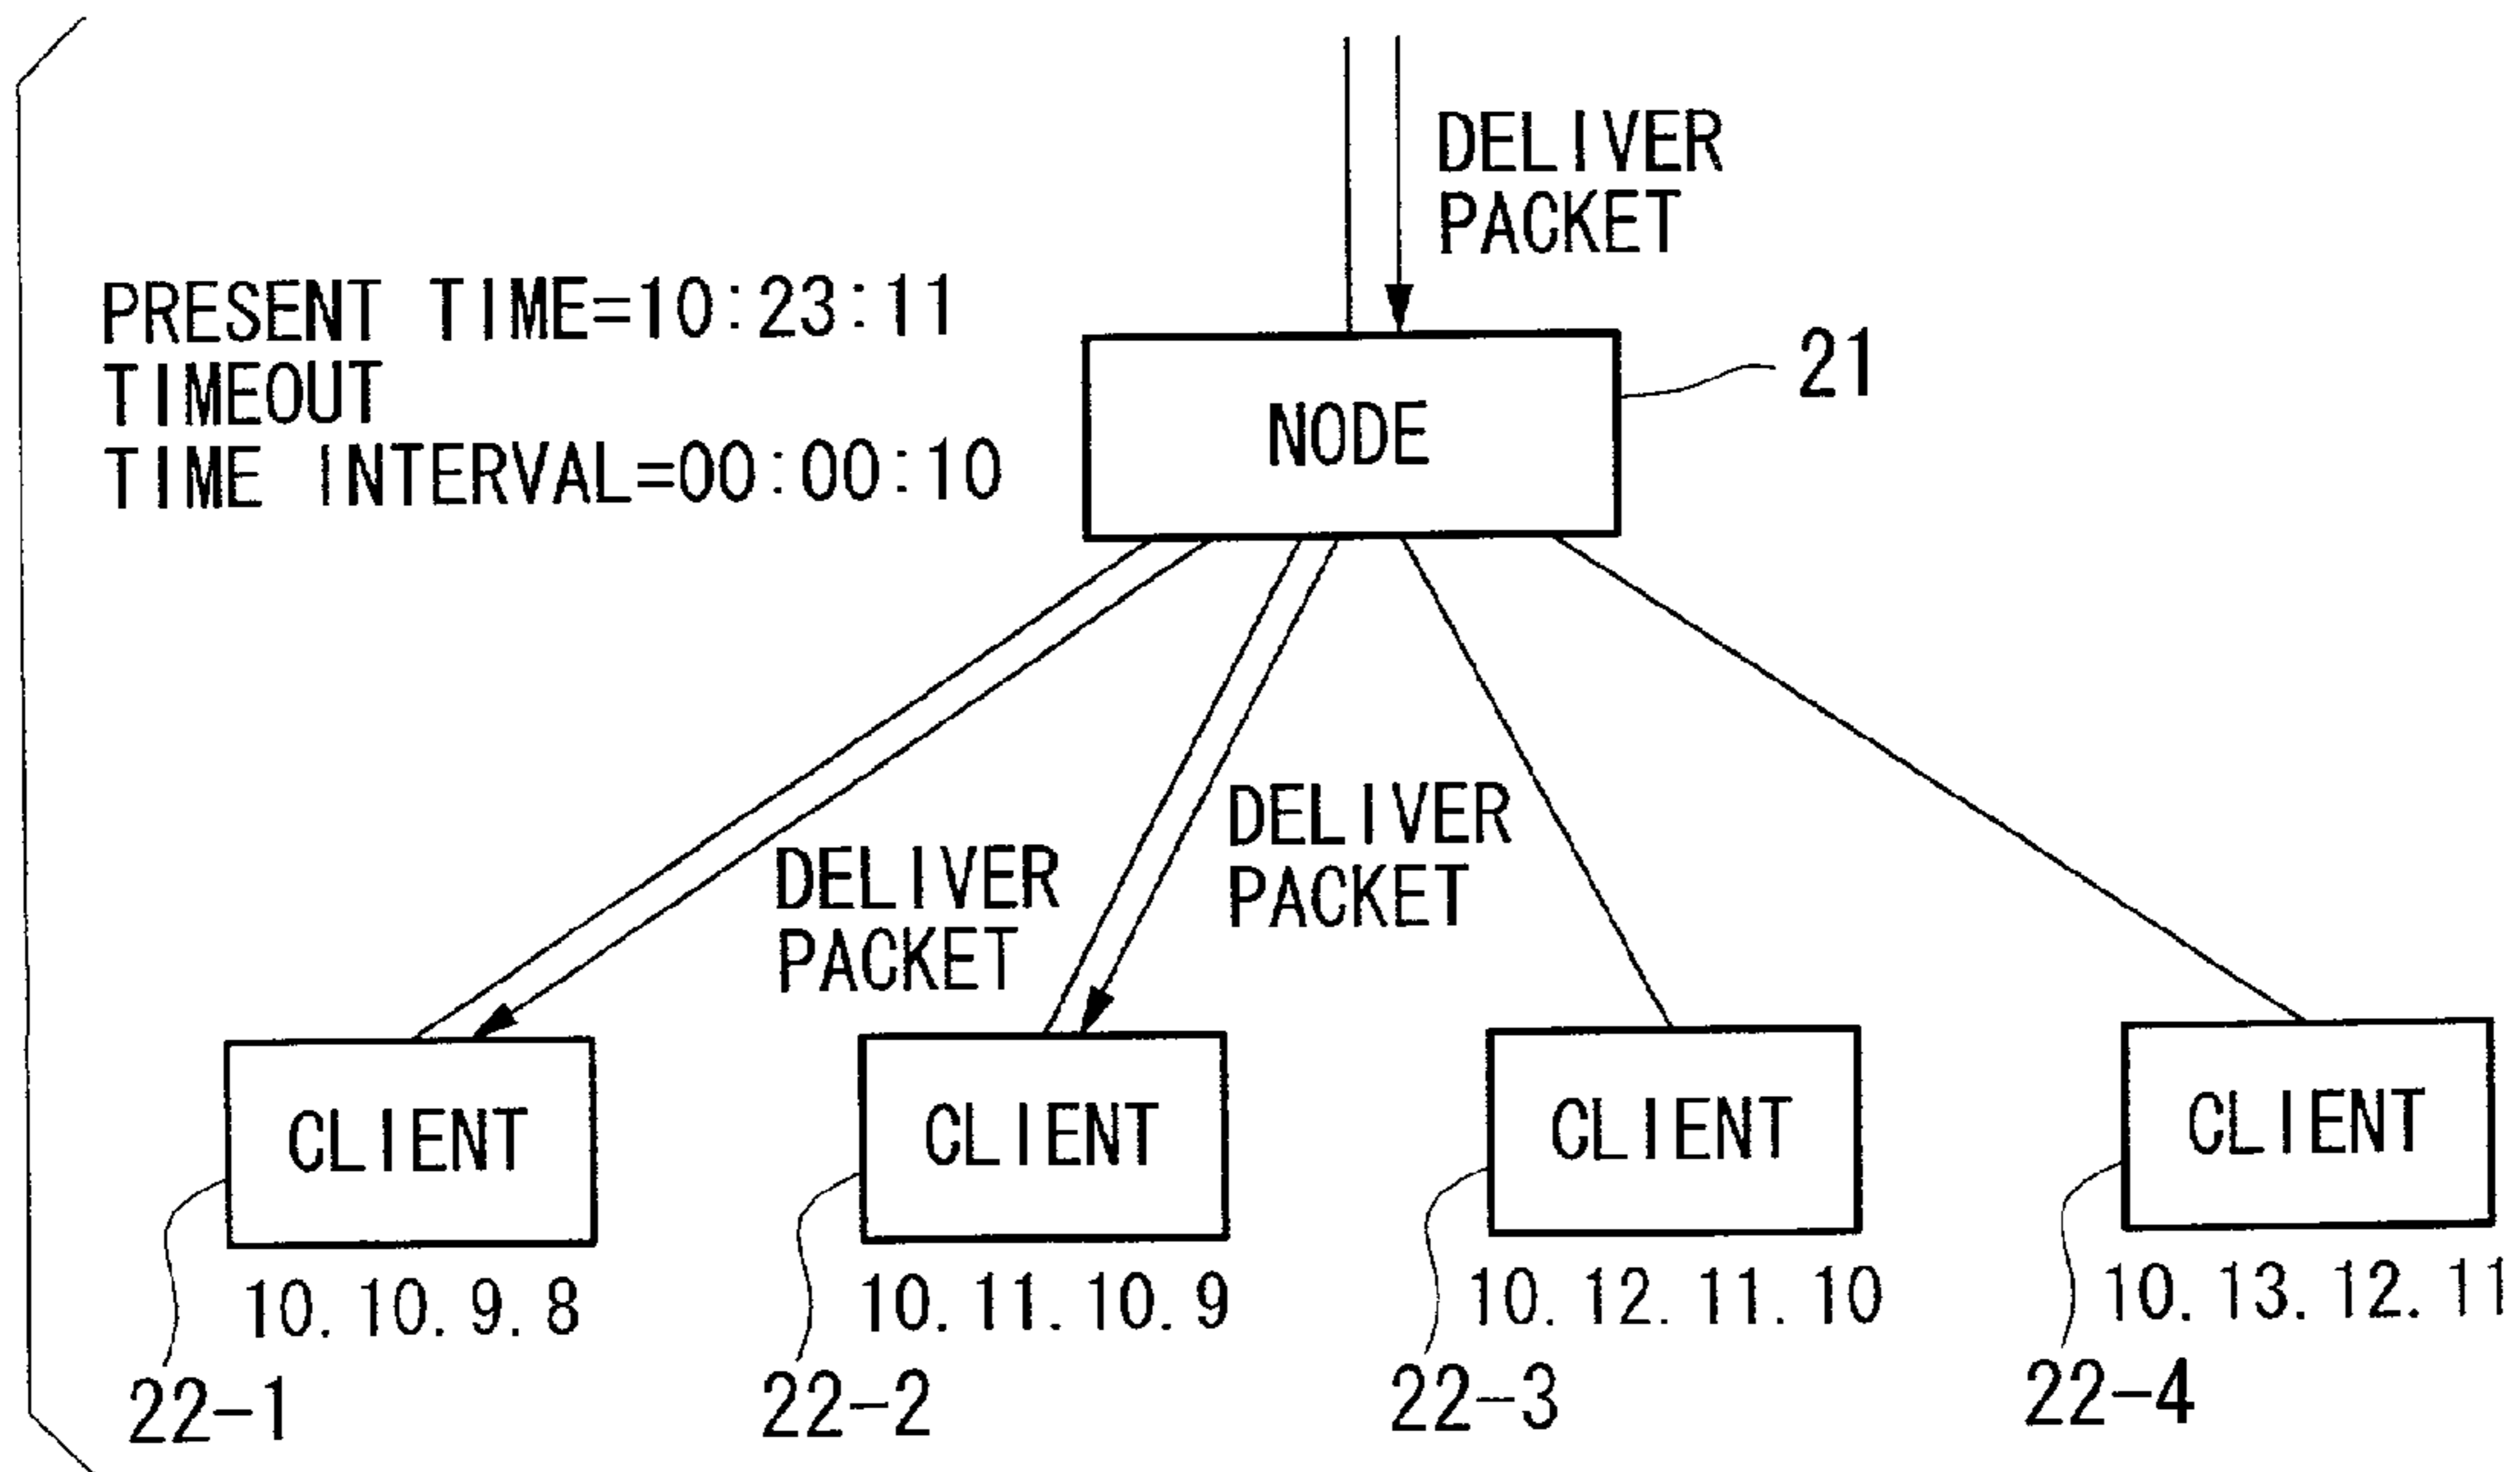 DELIVER
PACKET
PRESENT TIME=10:23:11
TIMEOUT
TIME INTERVAL=00:00:10
NODE
21
DELIVER
PACKET
DELIVER
PACKET
CLIENT
CLIENT
CLIENT
CLIENT
10.10.9.8
10.11.10.9
10.12.11.10
10.13.12.11
22-1
22-2
22-3
22-4